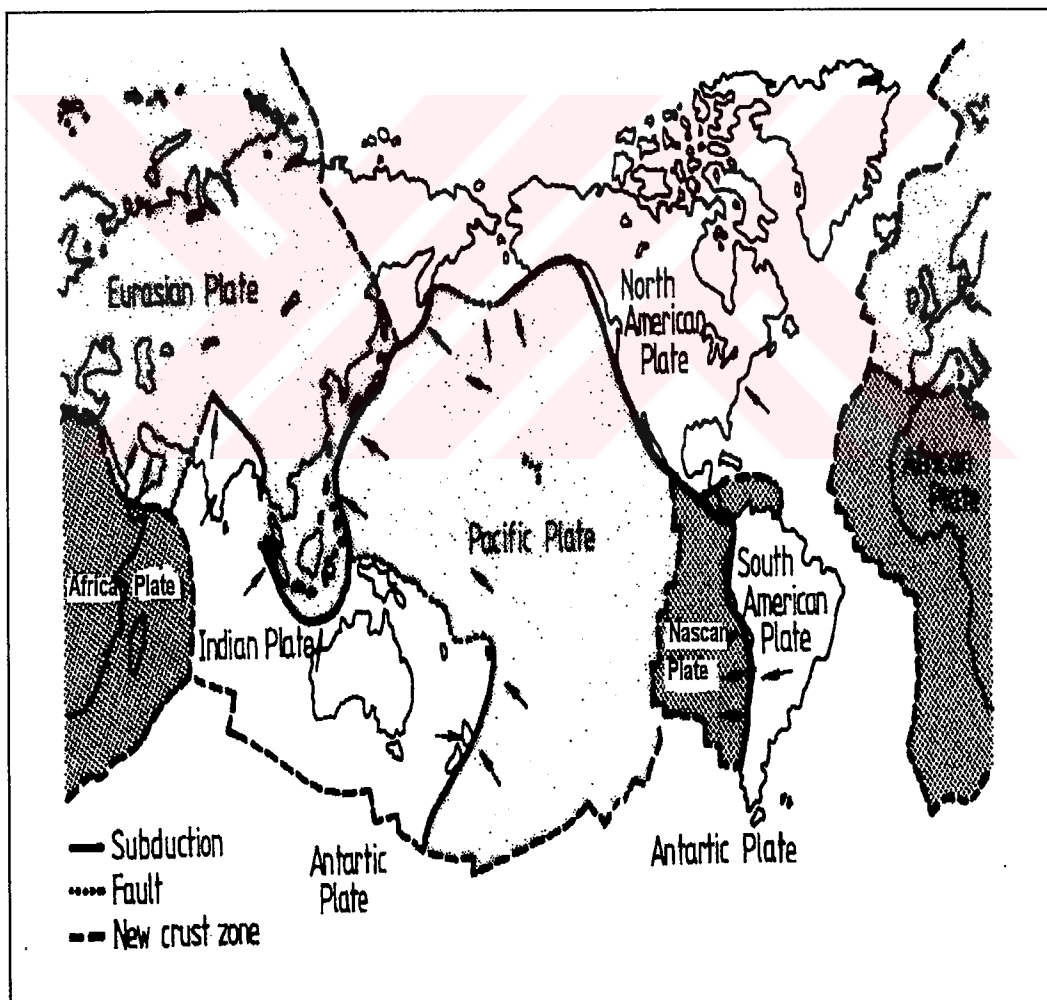 Eurasian Plate
North
American
Plate
African
Plate
Pacific Plate
Africa Plate
South
American
Plate
Indian Plate
Nascan
Plate
Subduction
Fault
New crust zone
Antartic
Plate
Antartic Plate